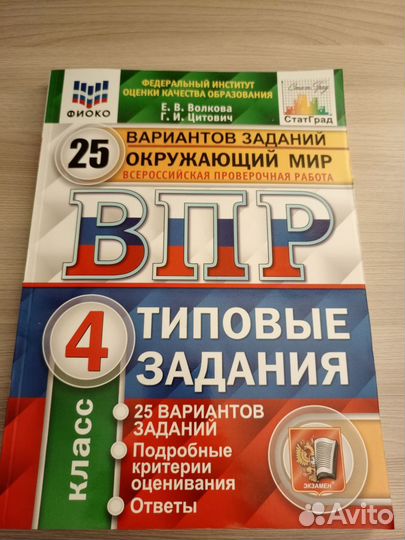 ФИОКО
ФЕДЕРАЛЬНЫЙ ИНСТИТУТ
ОЦЕНКИ КАЧЕСТВА ОБРАЗОВАНИЯ
Е. В. Волкова
Г. И. Цитович
СтатГрад
СтатГрад
25
ВАРИАНТОВ ЗАДАНИЙ
ОКРУЖАЮЩИЙ МИР
ВСЕРОССИЙСКАЯ ПРОВЕРОЧНАЯ РАБОТА
ВПР
4
класс
ТИПОВЫЕ
ЗАДАНИЯ
25 ВАРИАНТОВ
ЗАДАНИЙ
Подробные
критерии
оценивания
Ответы
ЭКЗАМЕН
Avito